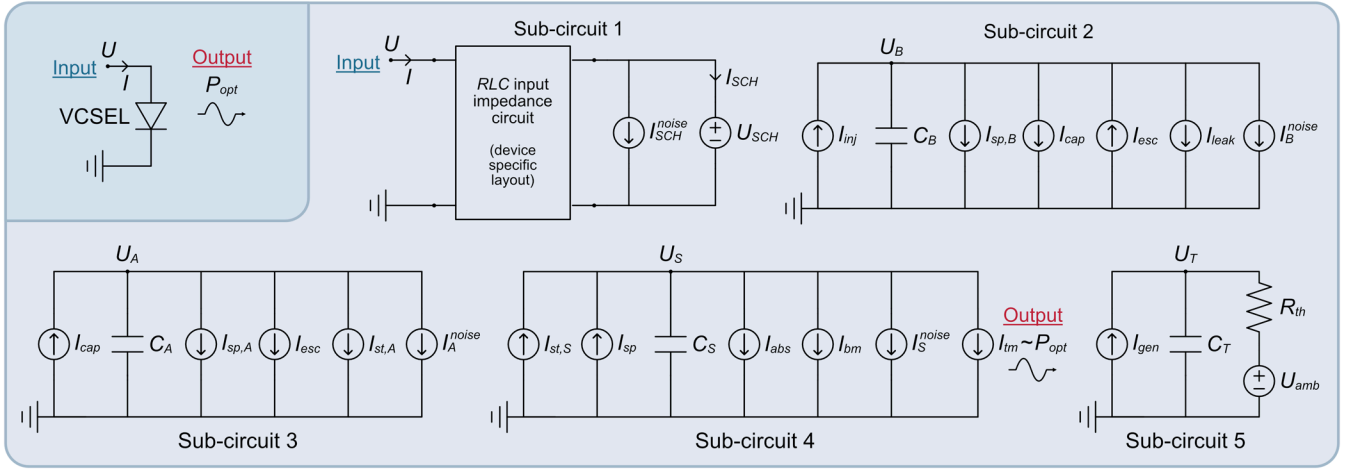 U
Input
I
Output
P_opt
VCSEL
Sub-circuit 1
Input
U
I
RLC input
impedance
circuit
(device
specific
layout)
I_SCH
I_SCH^noise
U_SCH
Sub-circuit 2
U_B
I_inj
C_B
I_sp,B
I_cap
I_esc
I_leak
I_B^noise
U_A
I_cap
C_A
I_sp,A
I_esc
I_st,A
I_A^noise
Sub-circuit 3
U_S
I_st,S
I_sp
C_S
I_abs
I_bm
I_S^noise
Output
I_tm~P_opt
Sub-circuit 4
U_T
I_gen
C_T
R_th
U_amb
Sub-circuit 5